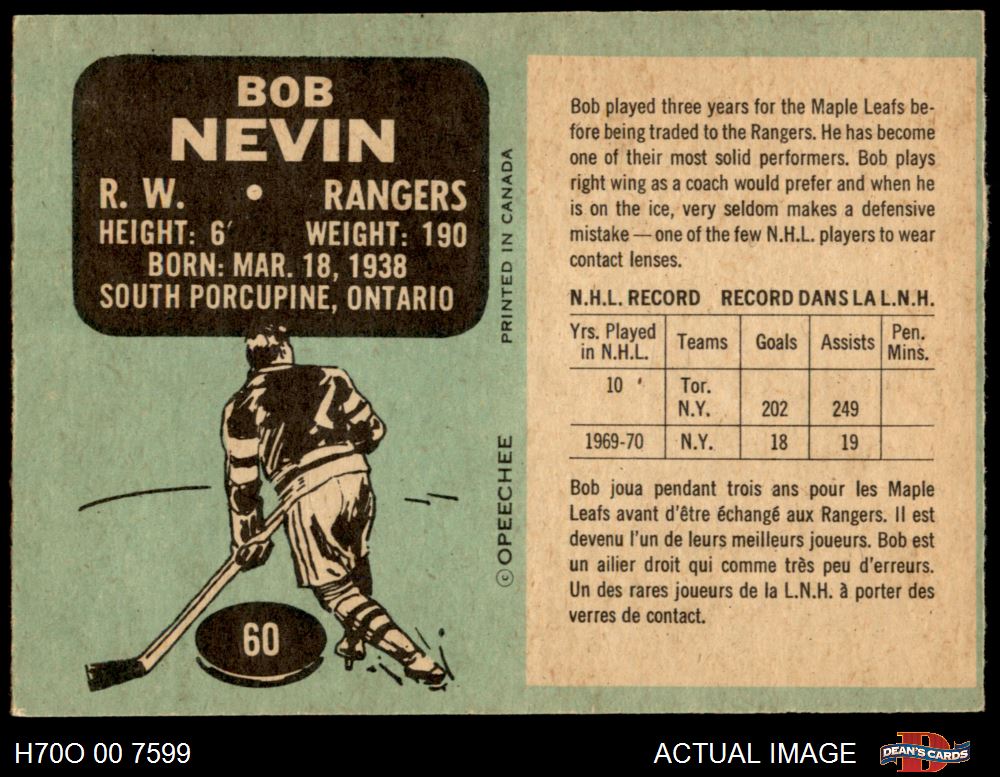 BOB
NEVIN
R. W. • RANGERS
HEIGHT: 6′ WEIGHT: 190
BORN: MAR. 18, 1938
SOUTH PORCUPINE, ONTARIO
60
© OPEECHEE PRINTED IN CANADA
Bob played three years for the Maple Leafs be-
fore being traded to the Rangers. He has become
one of their most solid performers. Bob plays
right wing as a coach would prefer and when he
is on the ice, very seldom makes a defensive
mistake — one of the few N.H.L. players to wear
contact lenses.
N.H.L. RECORD RECORD DANS LA L.N.H.
Yrs. Played Teams Goals Assists Pen.
in N.H.L. Mins.
10 Tor.
N.Y. 202 249
1969-70 N.Y. 18 19
Bob joua pendant trois ans pour les Maple
Leafs avant d'être échangé aux Rangers. Il est
devenu l'un de leurs meilleurs joueurs. Bob est
un ailier droit qui comme très peu d'erreurs.
Un des rares joueurs de la L.N.H. à porter des
verres de contact.
H70O 00 7599 ACTUAL IMAGE DEAN'S CARDS